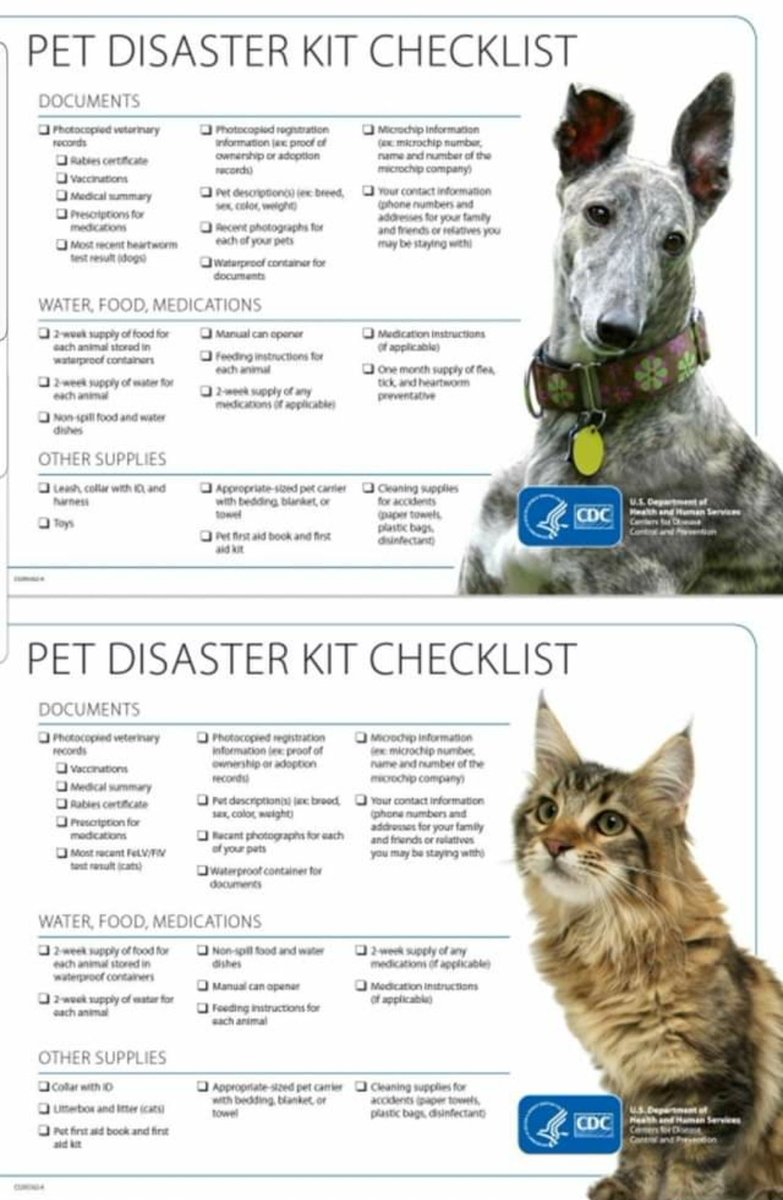 PET DISASTER KIT CHECKLIST
DOCUMENTS
Photocopied veterinary
records
Rabies certificate
Vaccinations
Medical summary
Prescriptions for
medications
Most recent heartworm
test result (dogs)
Photocopied registration
information (ex: proof of
ownership or adoption
records)
Pet description(s) (ex: breed,
sex, color, weight)
Recent photographs for
each of your pets
Waterproof container for
documents
Microchip information
(ex: microchip number,
name and number of the
microchip company)
Your contact information
(phone numbers and
addresses for your family
and friends or relatives you
may be staying with)
WATER, FOOD, MEDICATIONS
2-week supply of food for
each animal stored in
waterproof containers
2-week supply of water for
each animal
Non-spill food and water
dishes
Manual can opener
Feeding instructions for
each animal
2-week supply of any
medications (if applicable)
Medication instructions
(if applicable)
One month supply of flea,
tick, and heartworm
preventative
OTHER SUPPLIES
Leash, collar with ID, and
harness
Toys
Appropriate-sized pet carrier
with bedding, blanket, or
towel
Pet first aid book and first
aid kit
Cleaning supplies
for accidents
(paper towels,
plastic bags,
disinfectant)
CDC
U.S. Department of
Health and Human Services
Centers for Disease
Control and Prevention
PET DISASTER KIT CHECKLIST
DOCUMENTS
Photocopied veterinary
records
Vaccinations
Medical summary
Rabies certificate
Prescription for
medications
Most recent FeLV/FIV
test result (cats)
Photocopied registration
information (ex: proof of
ownership or adoption
records)
Pet description(s) (ex: breed,
sex, color, weight)
Recent photographs for each
of your pets
Waterproof container for
documents
Microchip information
(ex: microchip number,
name and number of the
microchip company)
Your contact information
(phone numbers and
addresses for your family
and friends or relatives
you may be staying with)
WATER, FOOD, MEDICATIONS
2-week supply of food for
each animal stored in
waterproof containers
2-week supply of water for
each animal
Non-spill food and water
dishes
Manual can opener
Feeding instructions for
each animal
2-week supply of any
medications (if applicable)
Medication instructions
(if applicable)
OTHER SUPPLIES
Collar with ID
Litterbox and litter (cats)
Pet first aid book and first
aid kit
Appropriate-sized pet carrier
with bedding, blanket, or
towel
Cleaning supplies for
accidents (paper towels,
plastic bags, disinfectant)
CDC
U.S. Department of
Health and Human Services
Centers for Disease
Control and Prevention